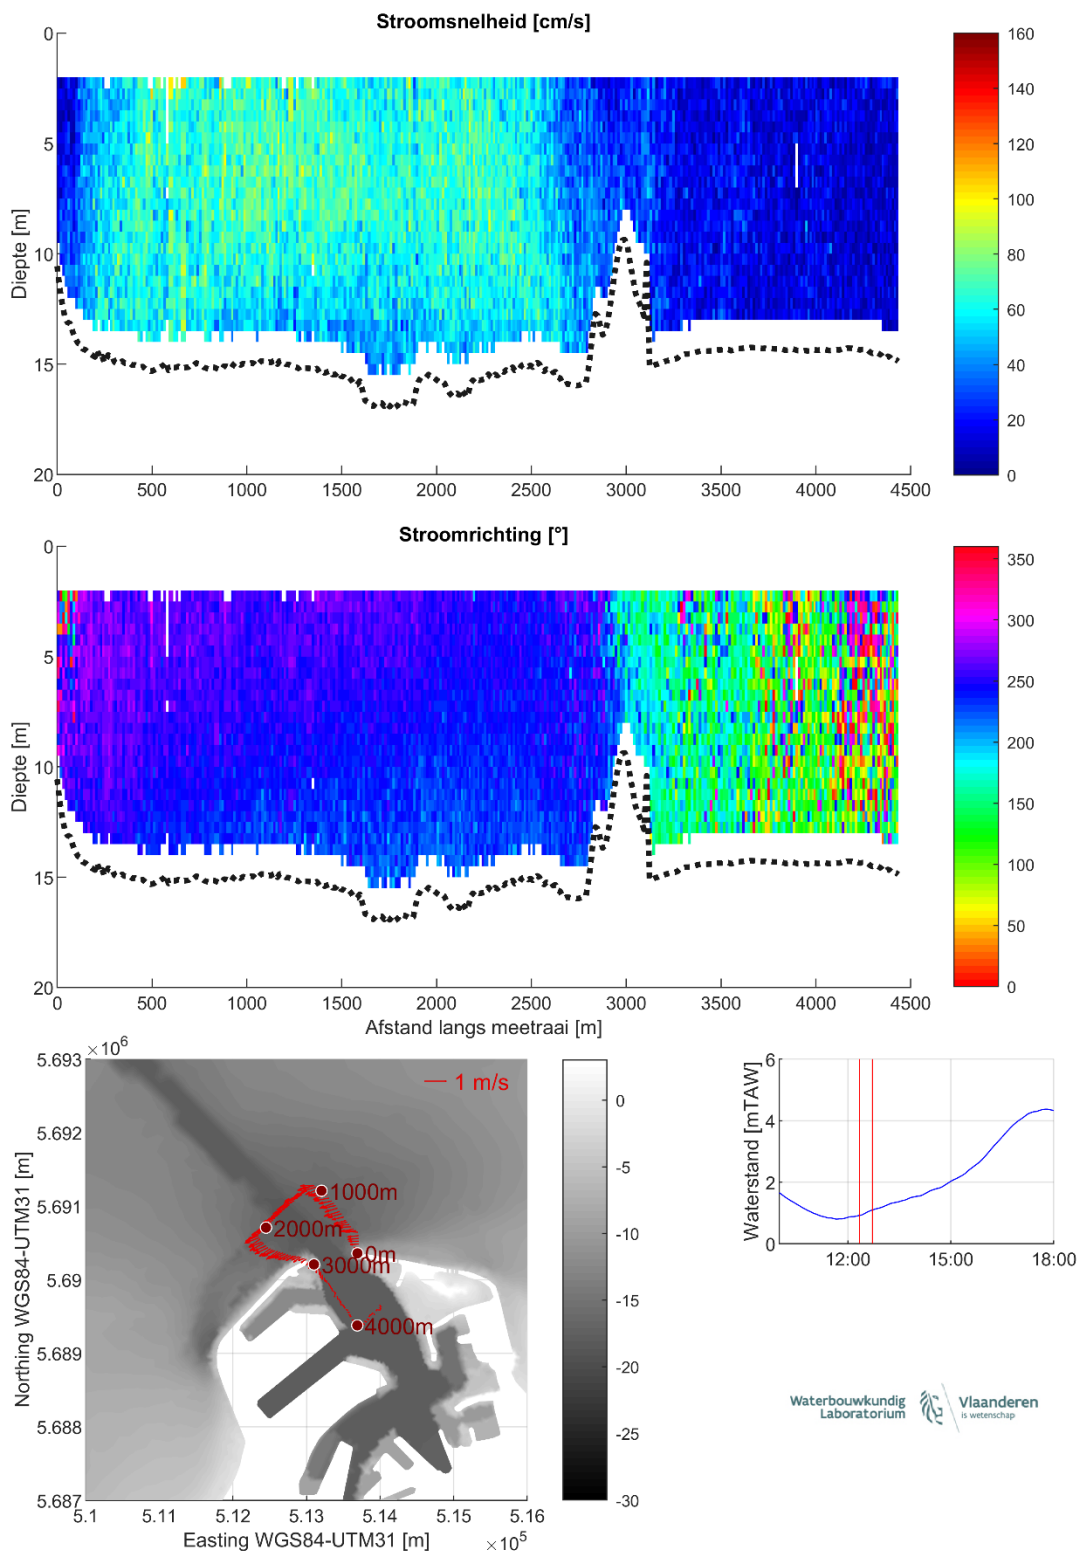 Stroomsnelheid [cm/s]
0
5
10
15
20
Diepte [m]
0 500 1000 1500 2000 2500 3000 3500 4000 4500
160
140
120
100
80
60
40
20
0
Stroomrichting [°]
0
5
10
15
20
Diepte [m]
0 500 1000 1500 2000 2500 3000 3500 4000 4500
Afstand langs meetraai [m]
350
300
250
200
150
100
50
0
×10⁶
5.693
5.692
5.691
5.69
5.689
5.688
5.687
Northing WGS84-UTM31 [m]
1 m/s
1000m
2000m
0m
3000m
4000m
5.1 5.11 5.12 5.13 5.14 5.15 5.16
Easting WGS84-UTM31 [m]
×10⁵
0
-5
-10
-15
-20
-25
-30
Waterstand [mTAW]
6
4
2
0
12:00 15:00 18:00
Waterbouwkundig
Laboratorium
Vlaanderen
is wetenschap